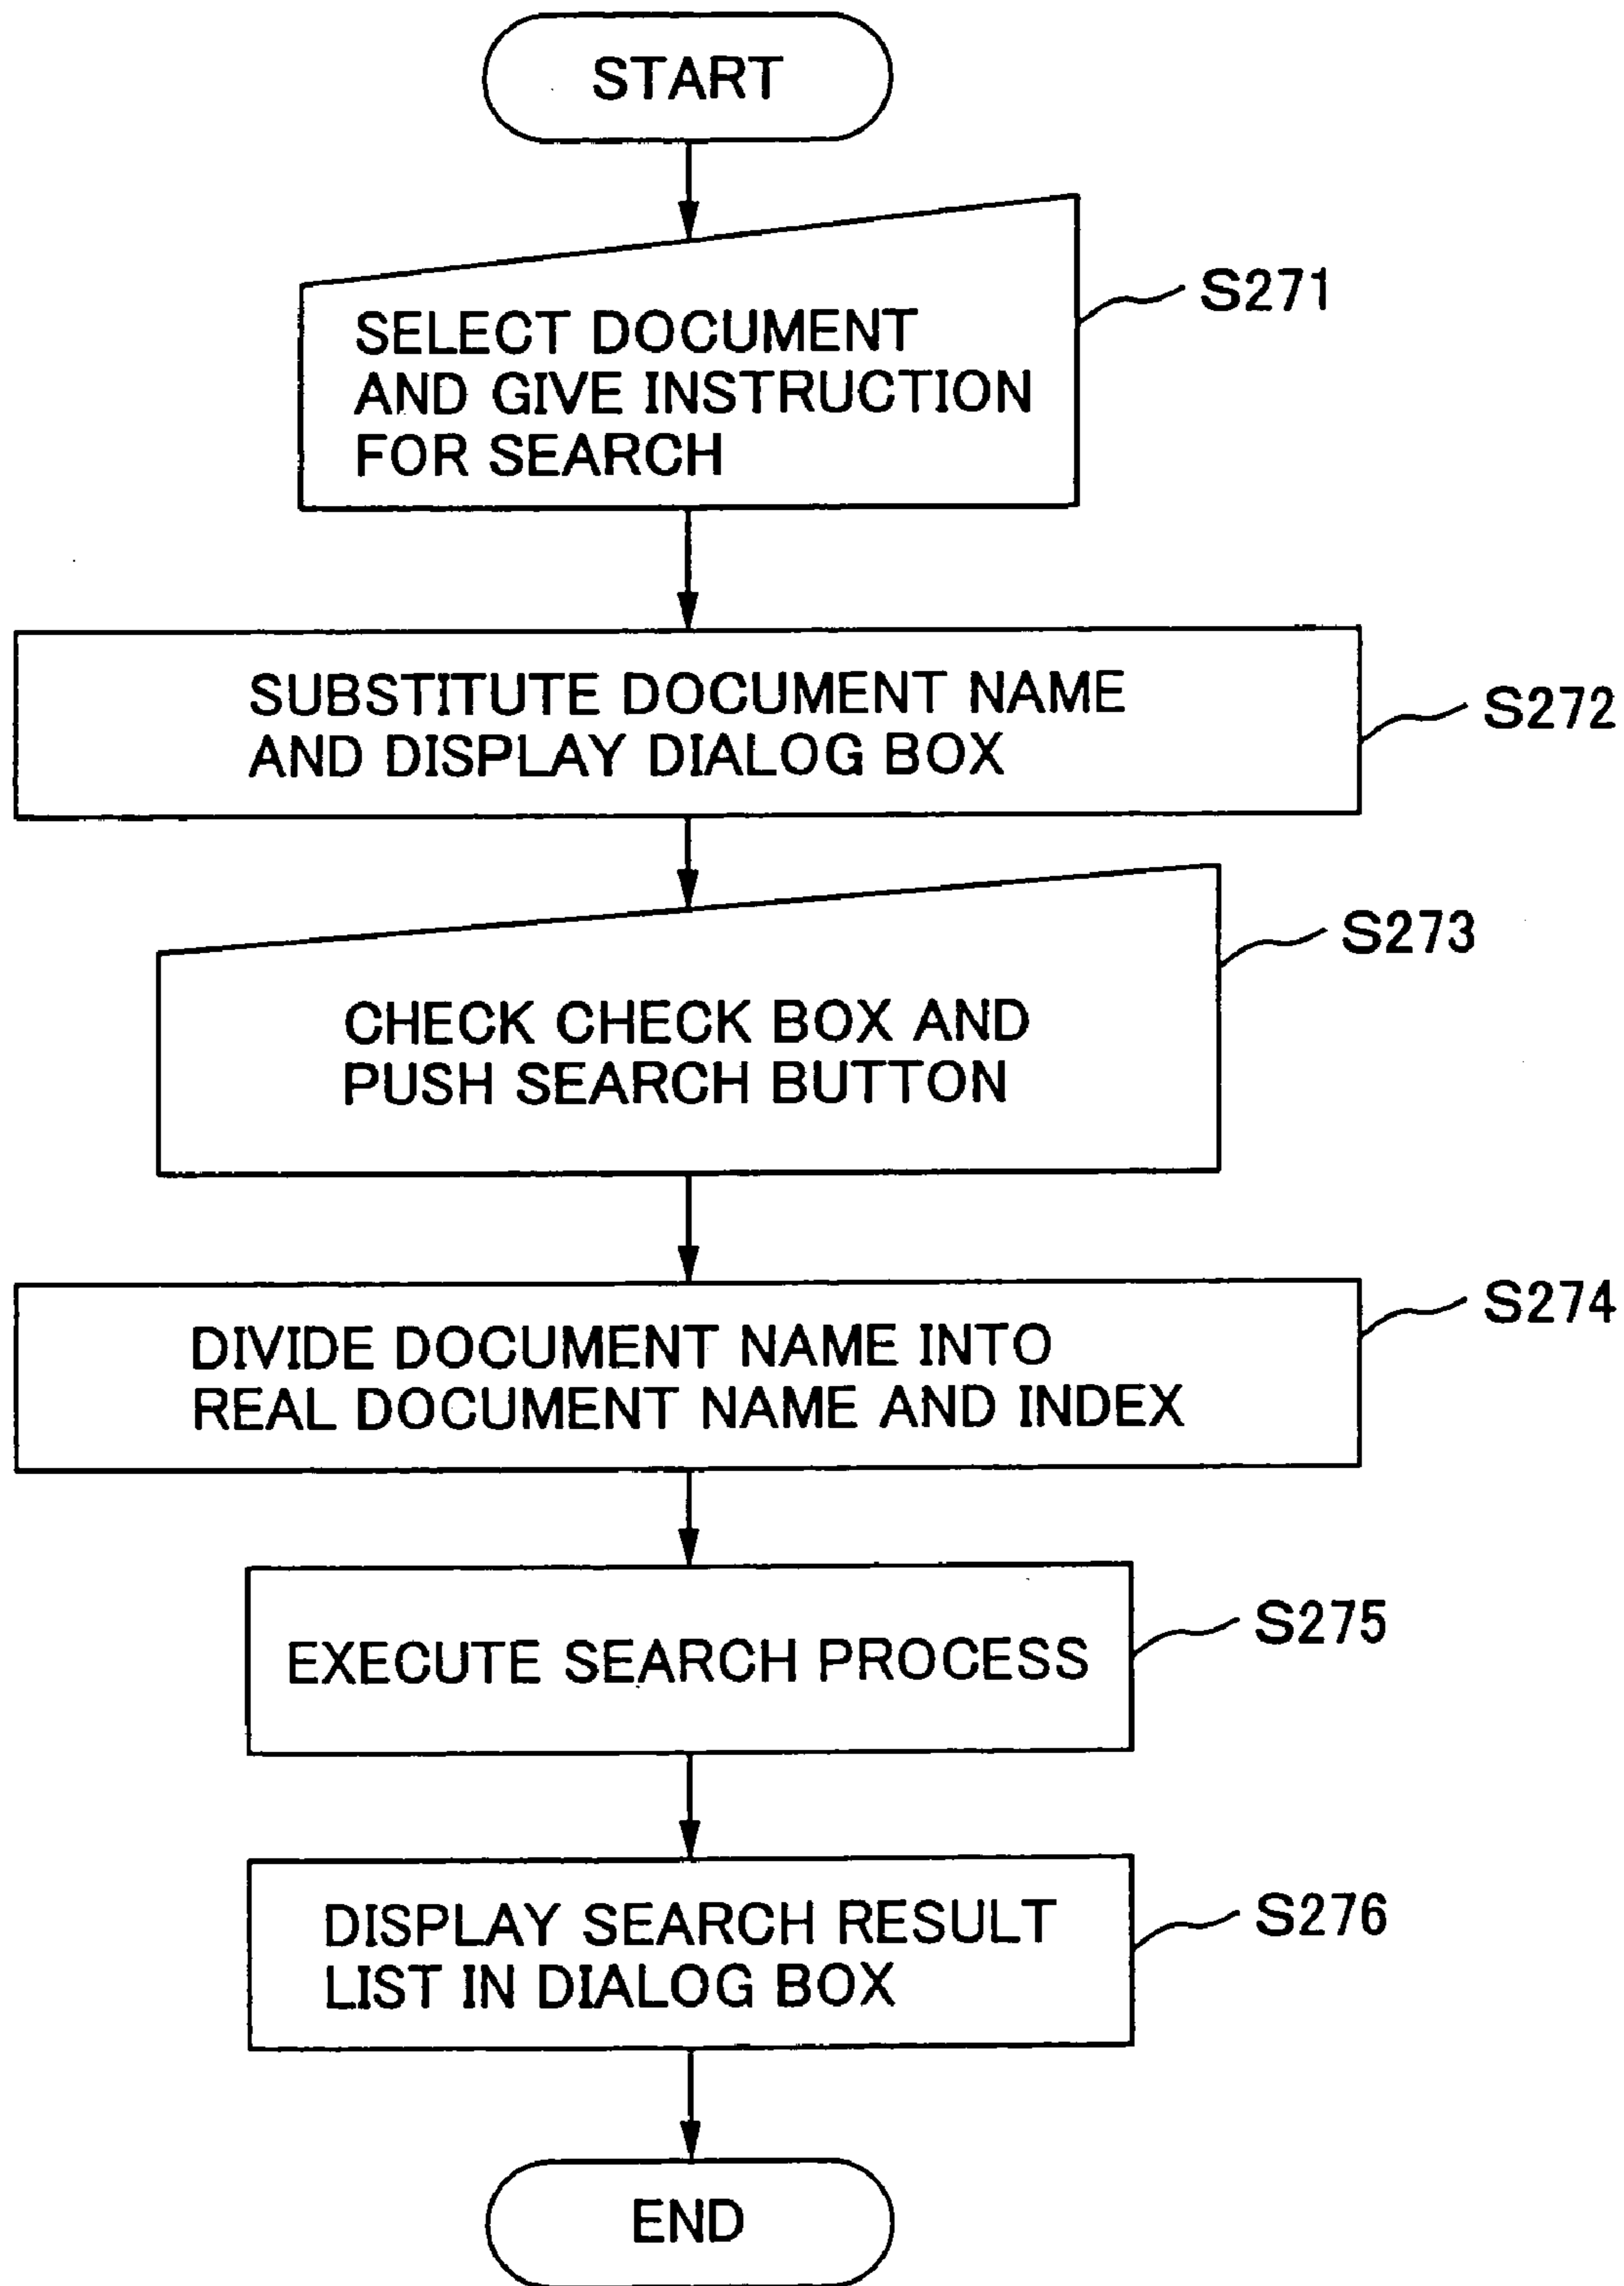 START
SELECT DOCUMENT
AND GIVE INSTRUCTION
FOR SEARCH
S271
SUBSTITUTE DOCUMENT NAME
AND DISPLAY DIALOG BOX
S272
CHECK CHECK BOX AND
PUSH SEARCH BUTTON
S273
DIVIDE DOCUMENT NAME INTO
REAL DOCUMENT NAME AND INDEX
S274
EXECUTE SEARCH PROCESS
S275
DISPLAY SEARCH RESULT
LIST IN DIALOG BOX
S276
END